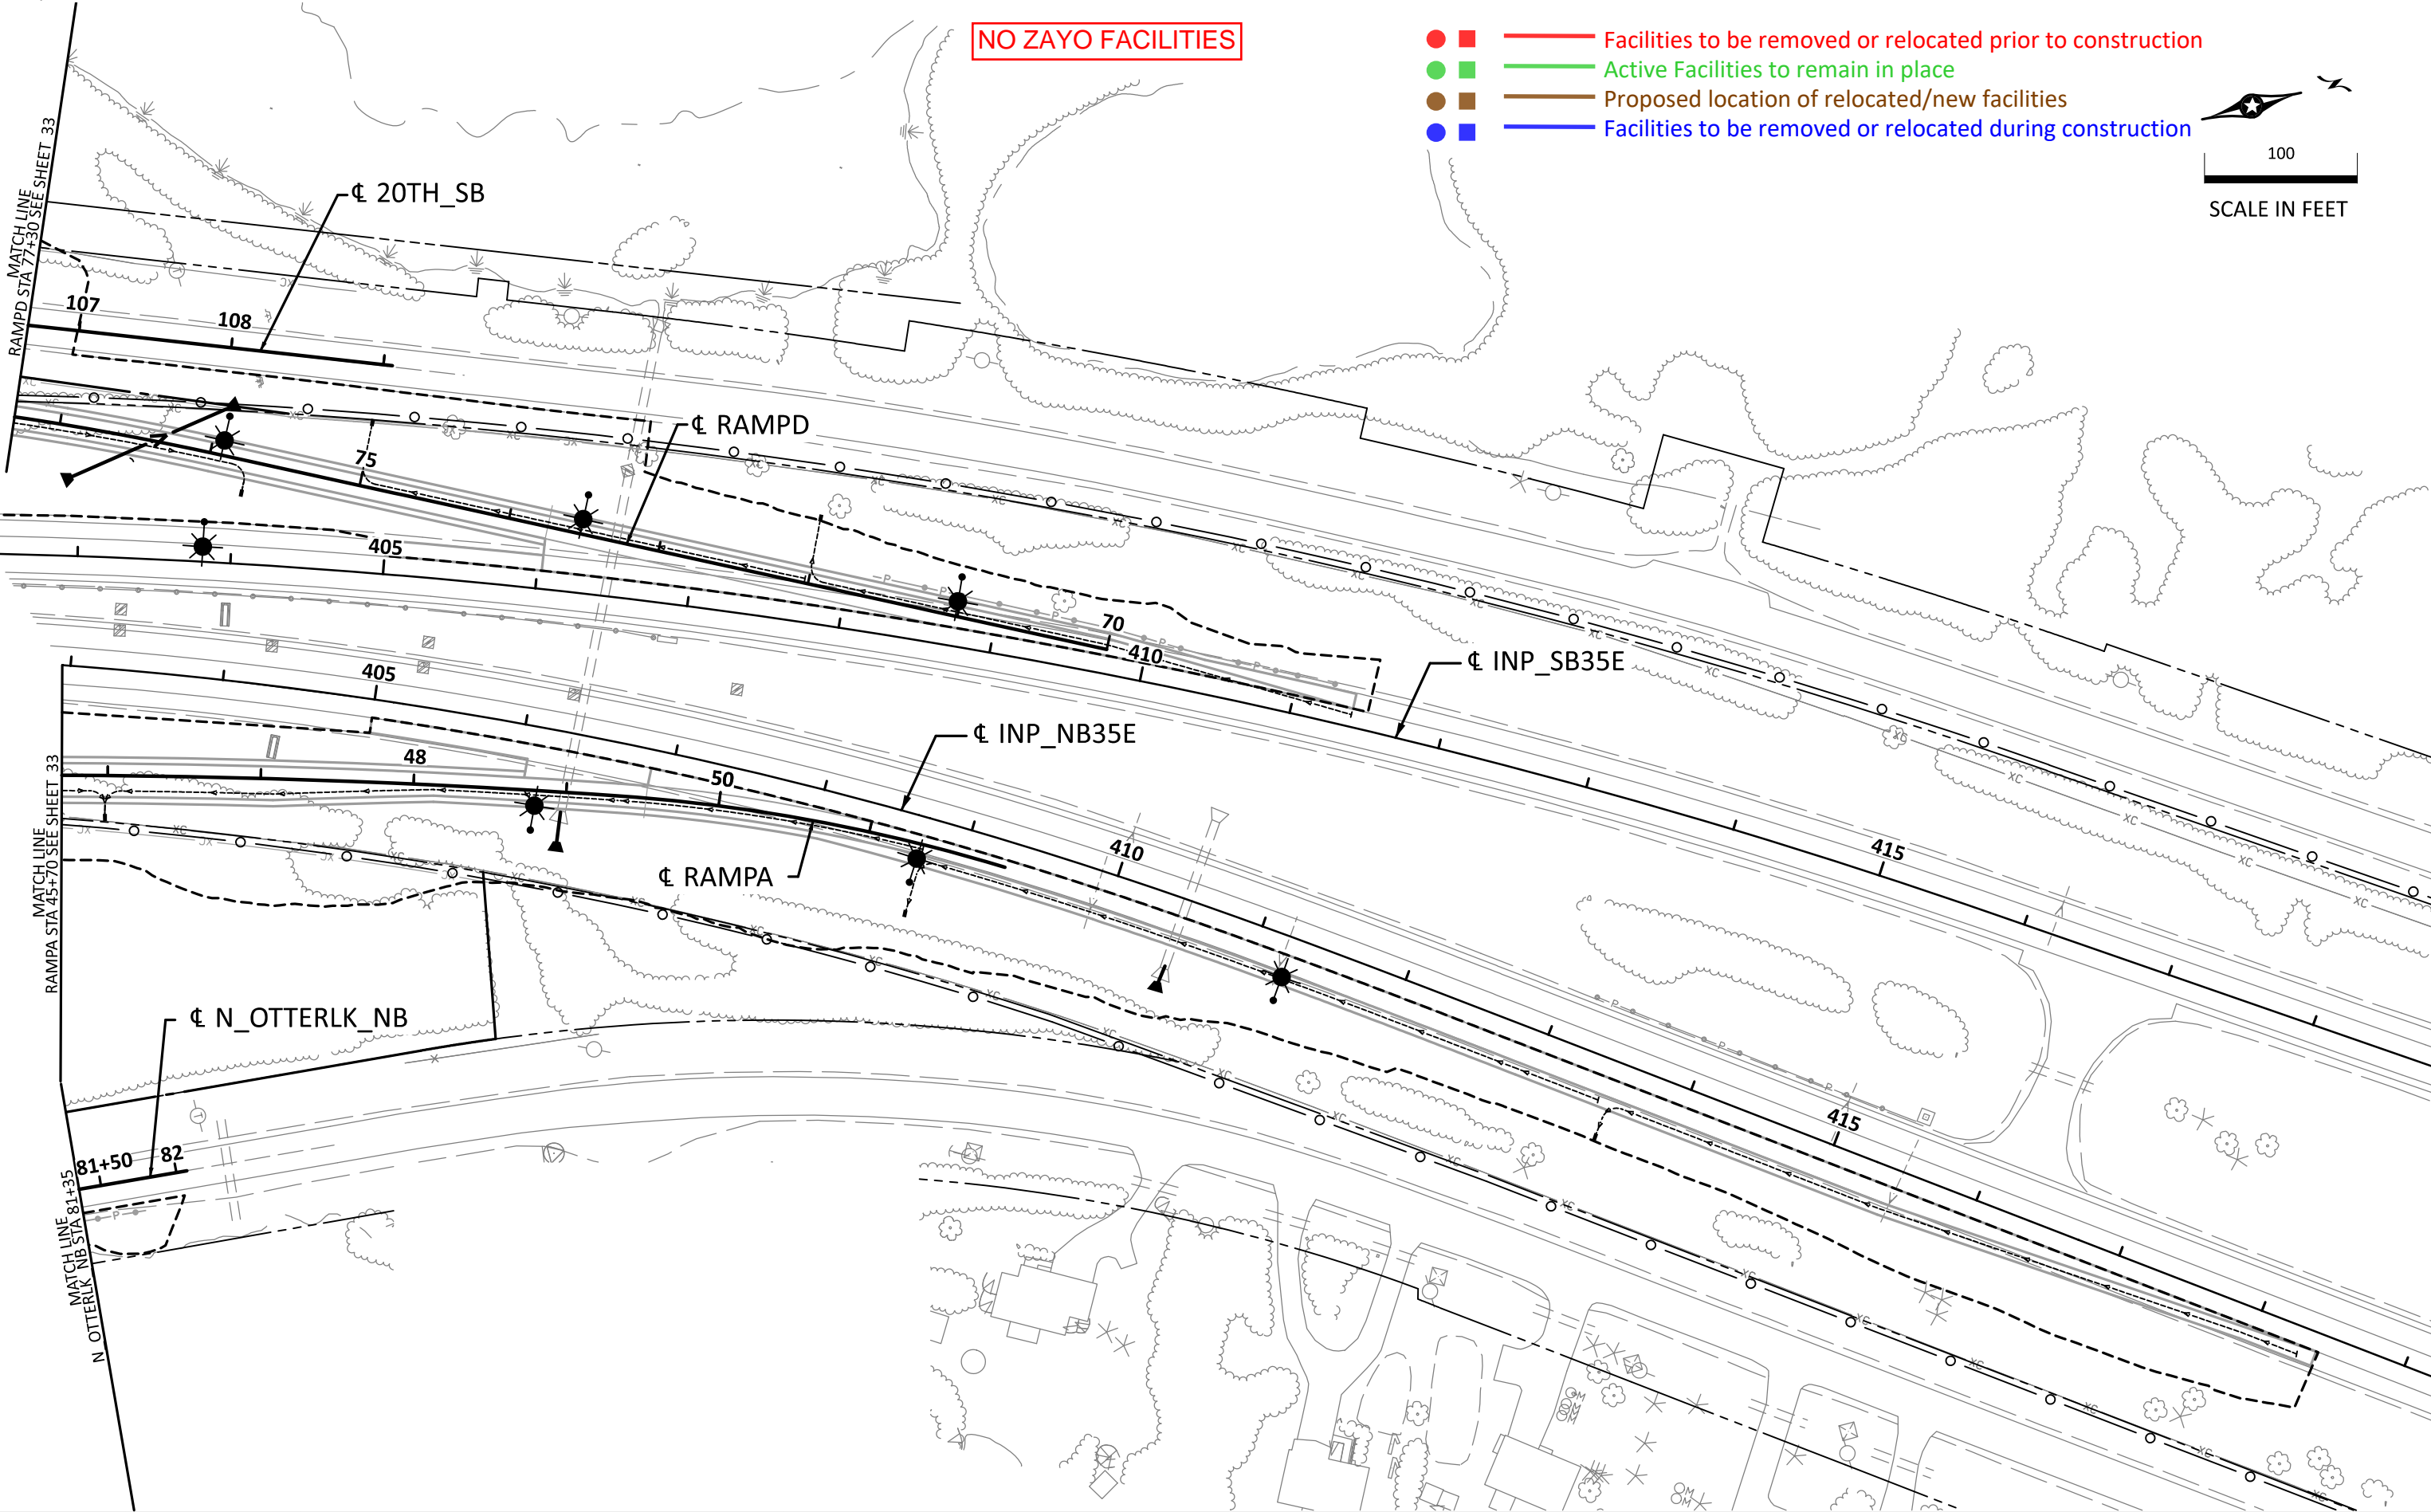 NO ZAYO FACILITIES
Facilities to be removed or relocated prior to construction
Active Facilities to remain in place
Proposed location of relocated/new facilities
Facilities to be removed or relocated during construction
100
SCALE IN FEET
MATCH LINE
RAMPD STA 77+30 SEE SHEET 33
℄ 20TH_SB
107
108
℄ RAMPD
75
405
70
410
℄ INP_SB35E
405
℄ INP_NB35E
48
50
410
415
℄ RAMPA
MATCH LINE
RAMPA STA 45+70 SEE SHEET 33
415
℄ N_OTTERLK_NB
81+50
82
MATCH LINE
N_OTTERLK_NB STA 81+35